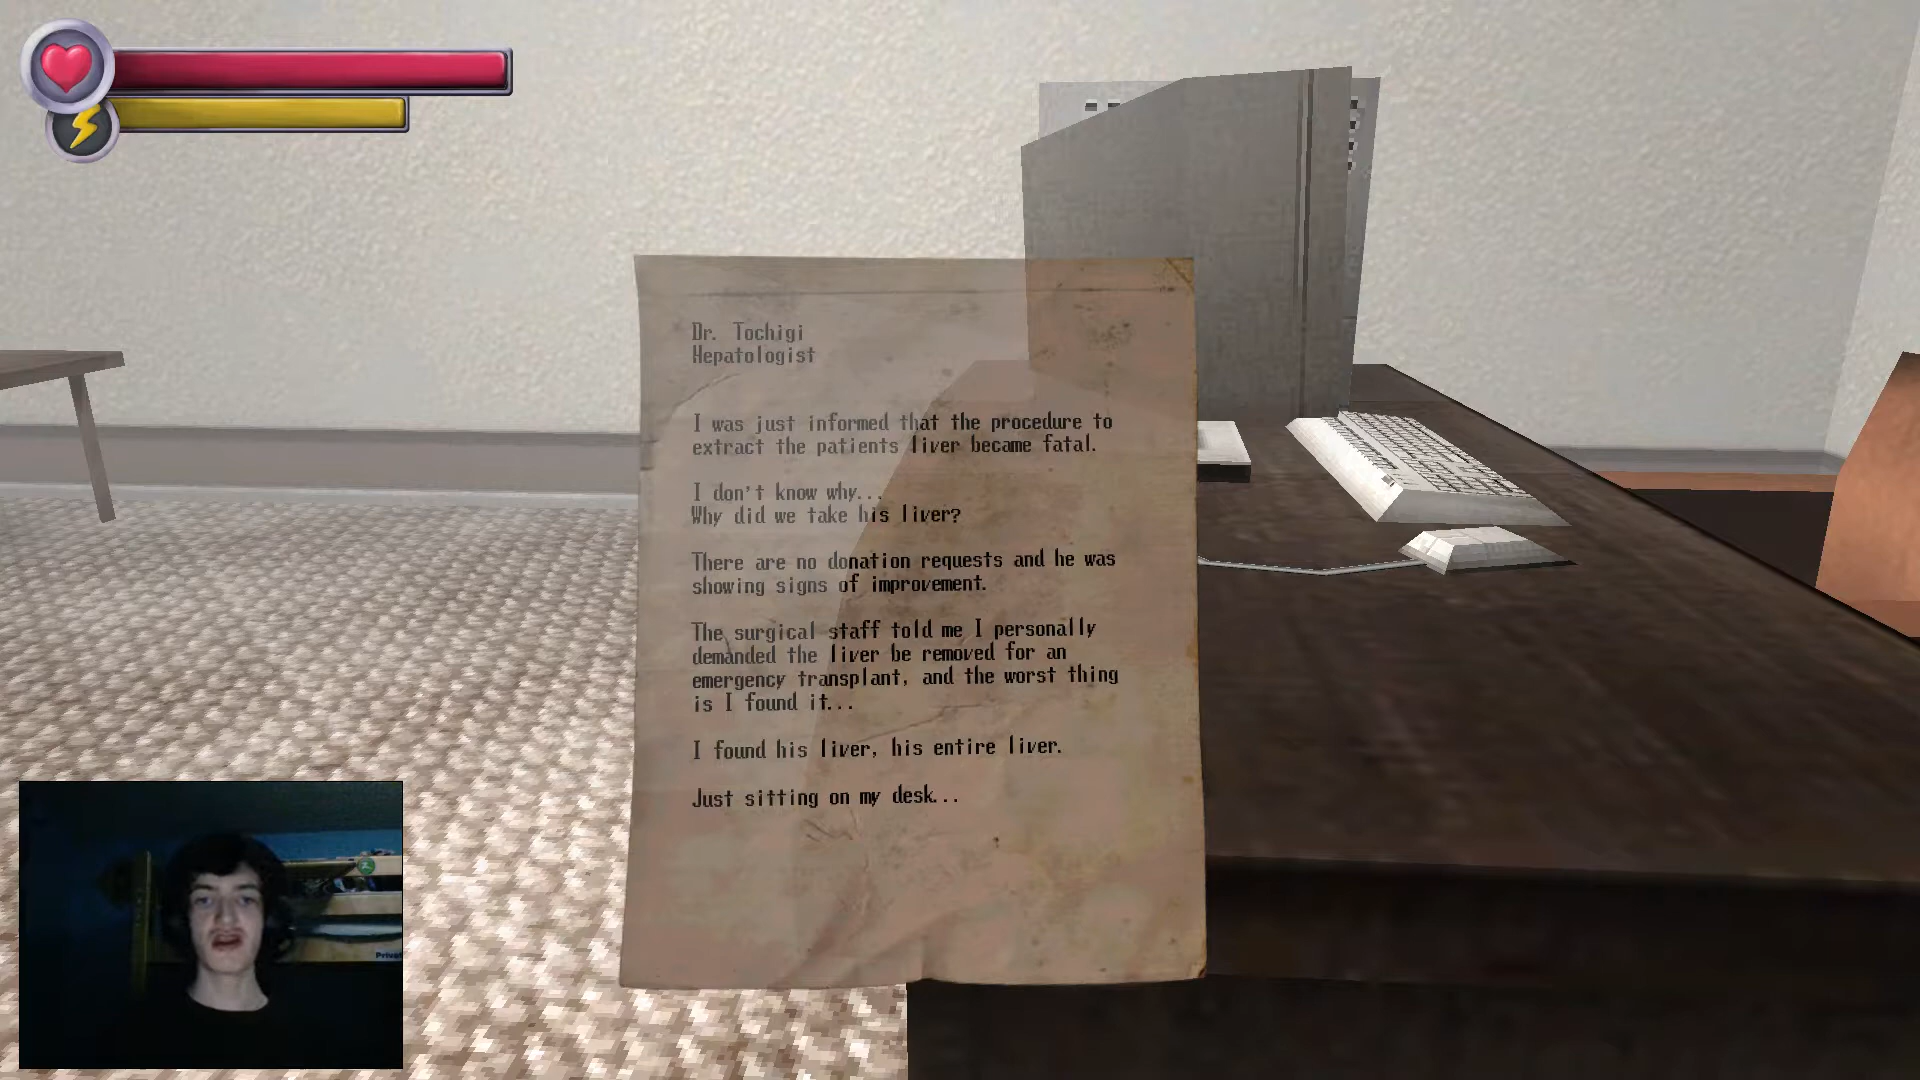 Dr. Tochigi
Hepatologist
I was just informed that the procedure to
extract the patients liver became fatal.
I don't know why...
Why did we take his liver?
There are no donation requests and he was
showing signs of improvement.
The surgical staff told me I personally
demanded the liver be removed for an
emergency transplant, and the worst thing
is I found it...
I found his liver, his entire liver.
Just sitting on my desk...